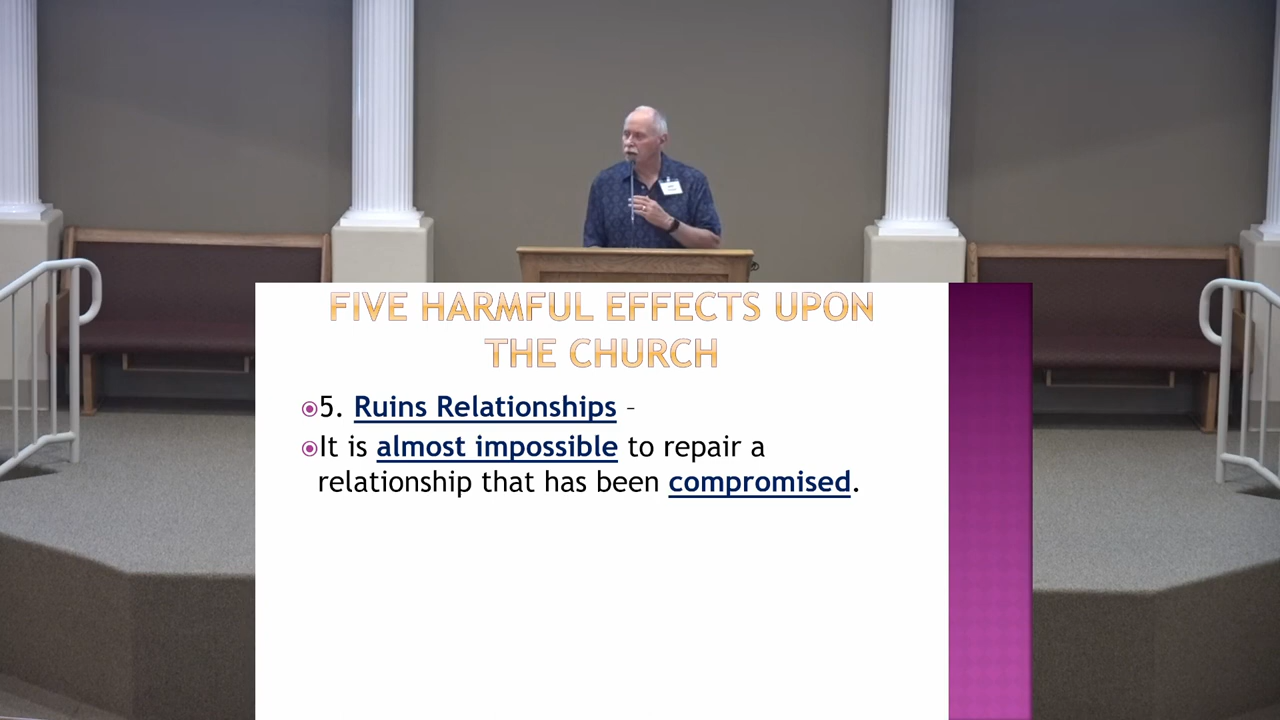 FIVE HARMFUL EFFECTS UPON
THE CHURCH
5. Ruins Relationships –
It is almost impossible to repair a
relationship that has been compromised.